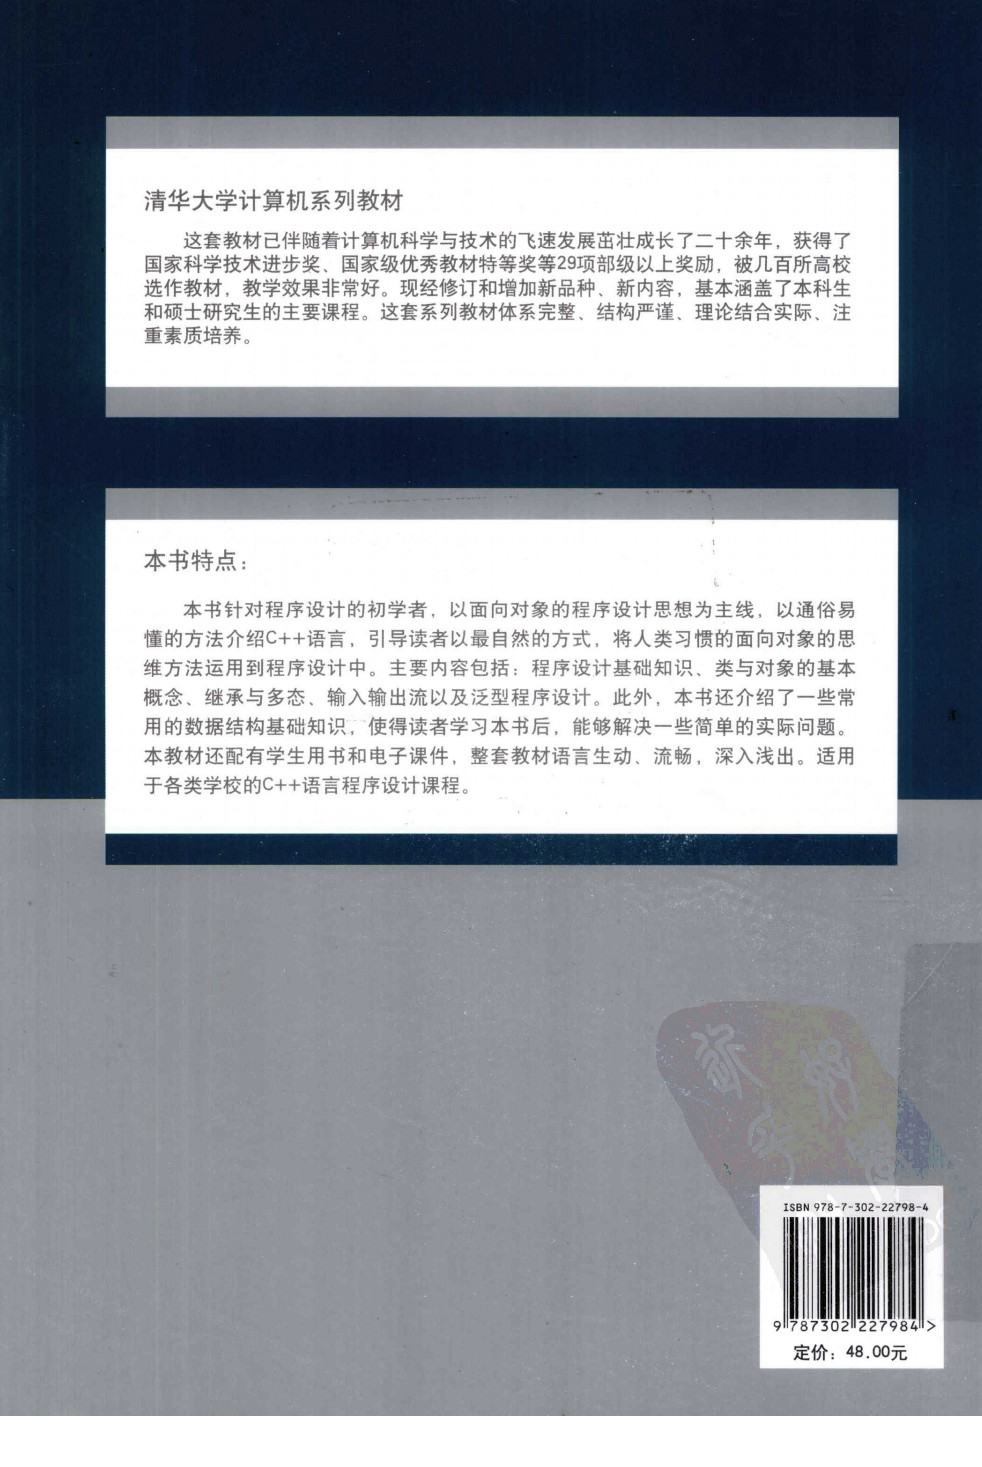 清华大学计算机系列教材
这套教材已伴随着计算机科学与技术的飞速发展茁壮成长了二十余年，获得了
国家科学技术进步奖、国家级优秀教材特等奖等29项部级以上奖励，被几百所高校
选作教材，教学效果非常好。现经修订和增加新品种、新内容，基本涵盖了本科生
和硕士研究生的主要课程。这套系列教材体系完整、结构严谨、理论结合实际、注
重素质培养。
本书特点：
本书针对程序设计的初学者，以面向对象的程序设计思想为主线，以通俗易
懂的方法介绍C++语言，引导读者以最自然的方式，将人类习惯的面向对象的思
维方法运用到程序设计中。主要内容包括：程序设计基础知识、类与对象的基本
概念、继承与多态、输入输出流以及泛型程序设计。此外，本书还介绍了一些常
用的数据结构基础知识，使得读者学习本书后，能够解决一些简单的实际问题。
本教材还配有学生用书和电子课件，整套教材语言生动、流畅，深入浅出。适用
于各类学校的C++语言程序设计课程。
ISBN 978-7-302-22798-4
9 787302 227984 >
定价：48.00元